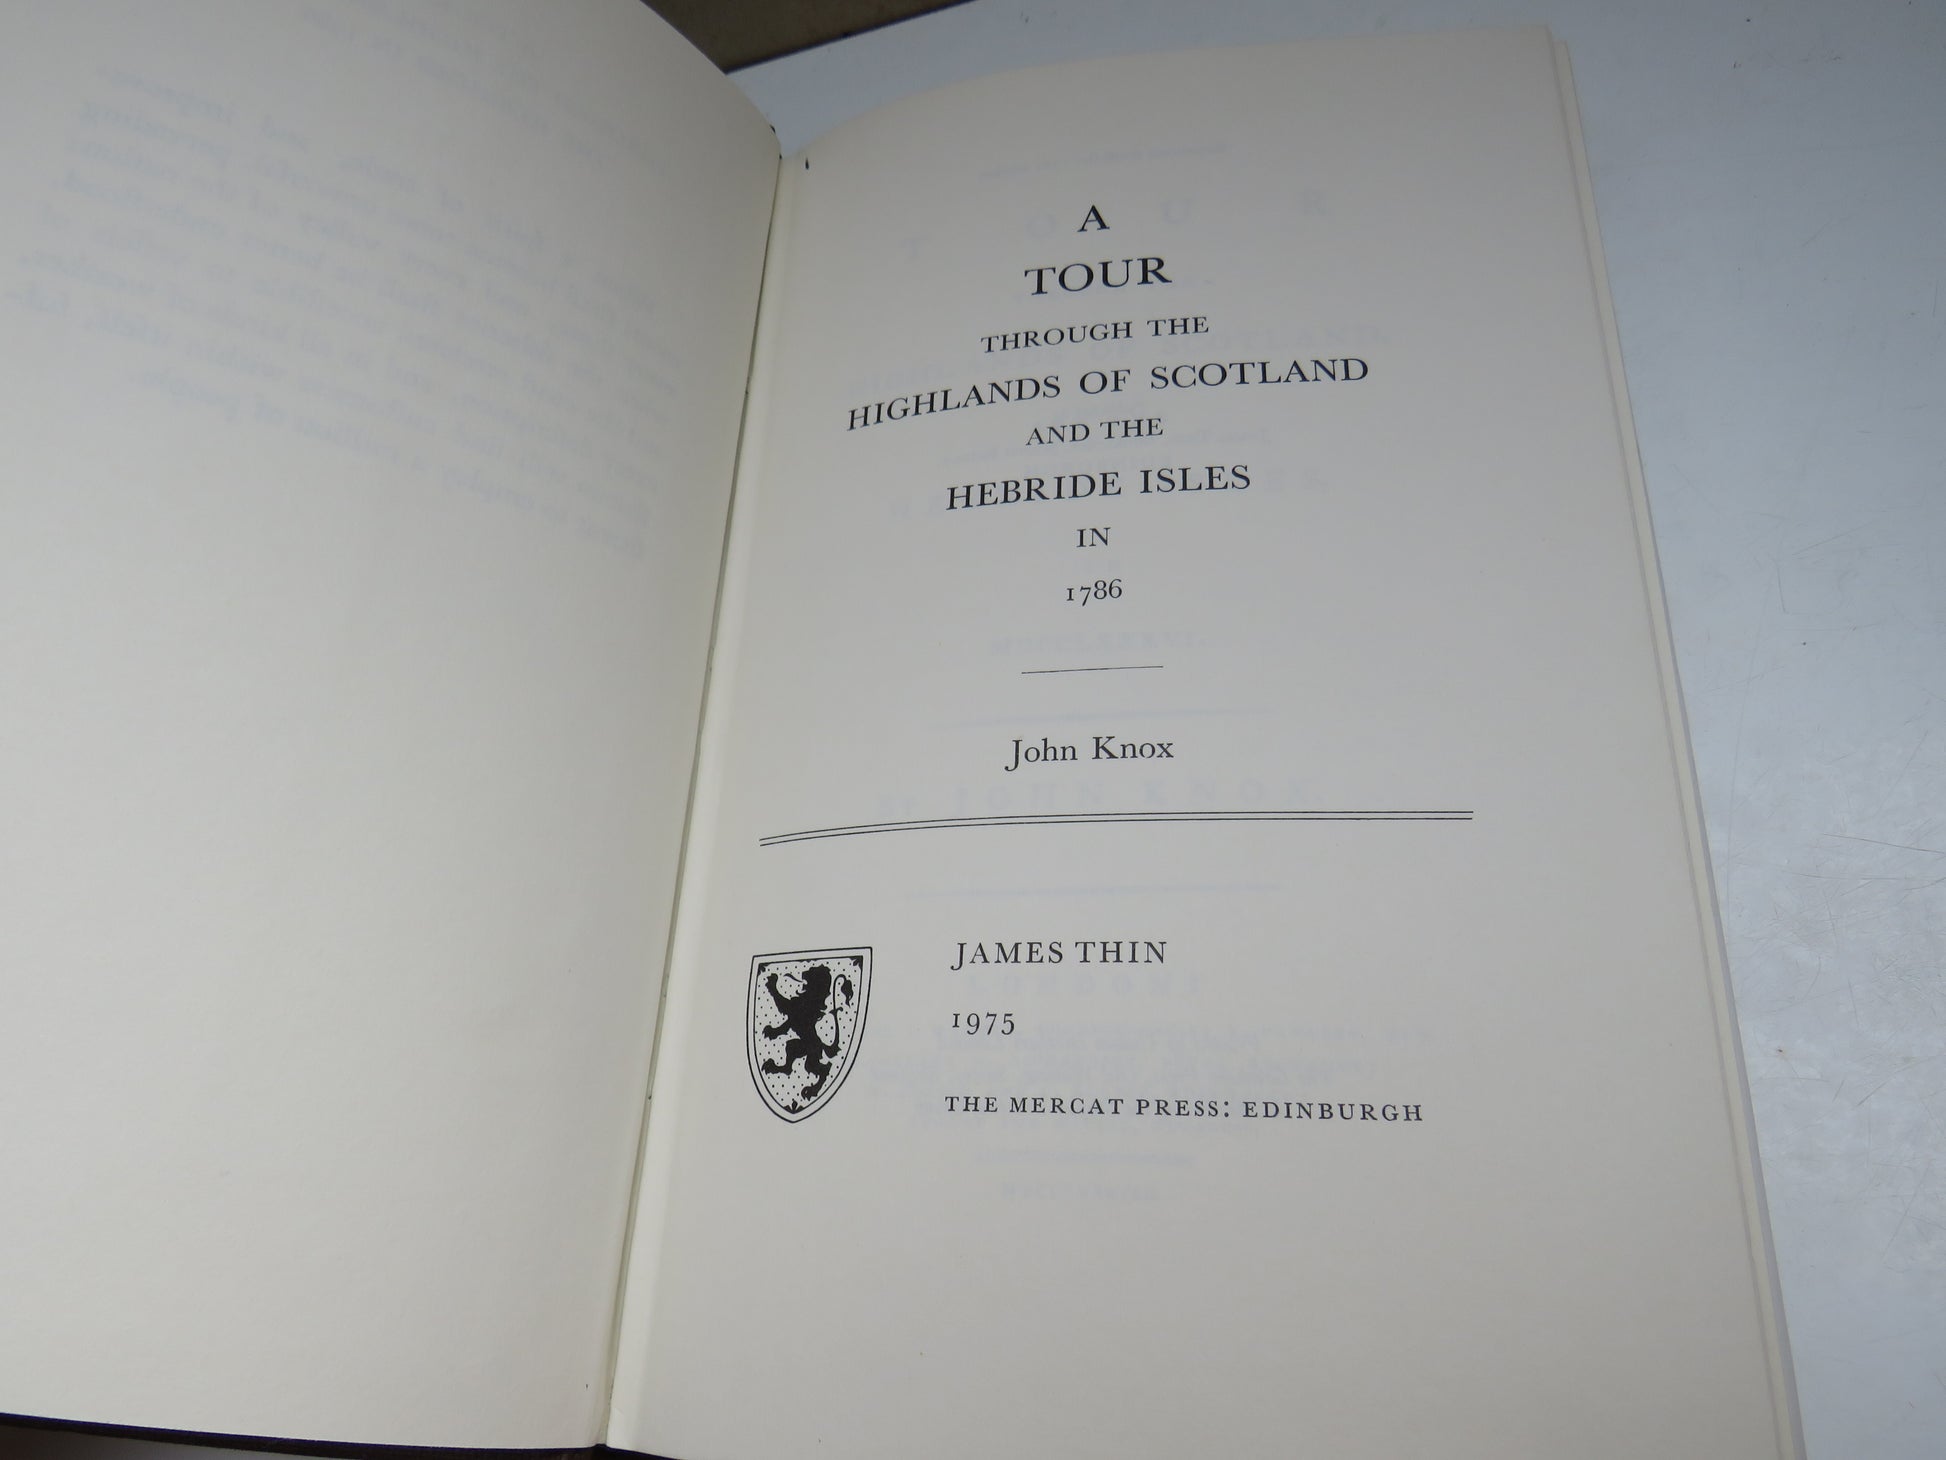 A
TOUR
THROUGH THE
HIGHLANDS OF SCOTLAND
AND THE
HEBRIDE ISLES
IN
1786
John Knox
JAMES THIN
1975
THE MERCAT PRESS: EDINBURGH